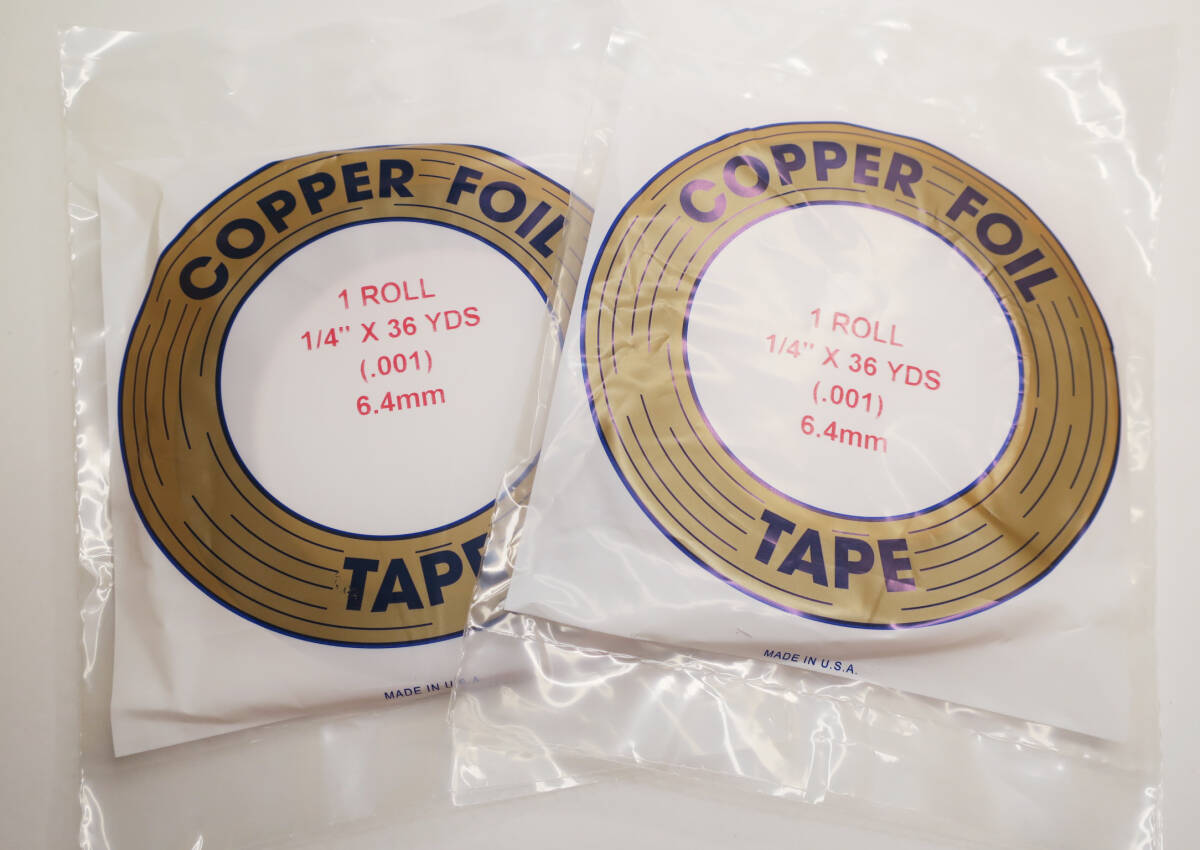 COPPER FOIL
1 ROLL
1/4" X 36 YDS
(.001)
6.4mm
TAPE
MADE IN U.S.A.
COPPER FOIL
1 ROLL
1/4" X 36 YDS
(.001)
6.4mm
TAPE
MADE IN U.S.A.